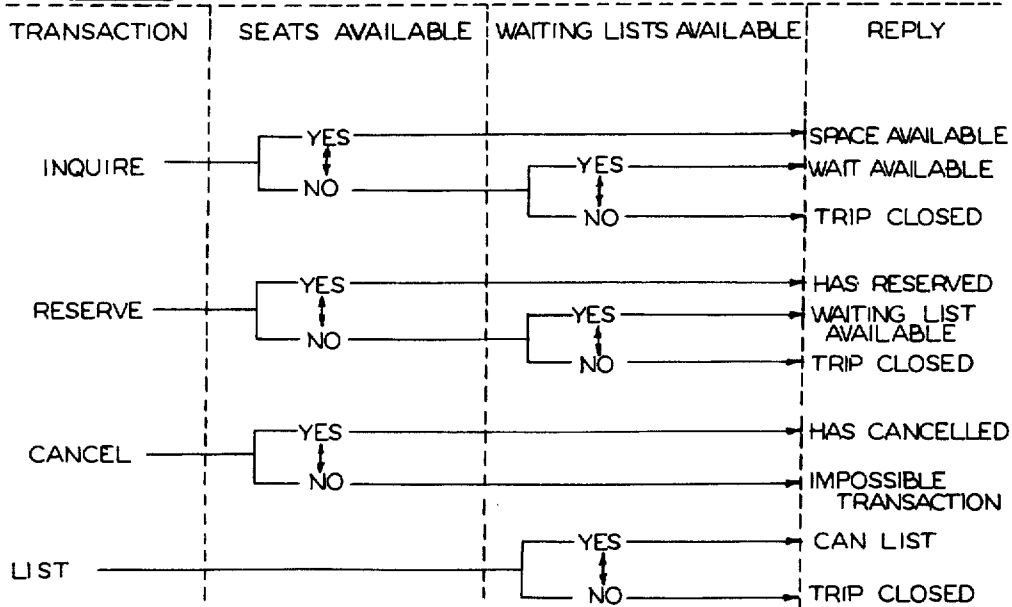 TRANSACTION SEATS AVAILABLE WAITING LISTS AVAILABLE REPLY
YES SPACE AVAILABLE
INQUIRE YES WAIT AVAILABLE
NO
NO TRIP CLOSED
YES HAS RESERVED
RESERVE YES WAITING LIST
AVAILABLE
NO
NO TRIP CLOSED
YES HAS CANCELLED
CANCEL
NO IMPOSSIBLE
TRANSACTION
YES CAN LIST
LIST
NO TRIP CLOSED